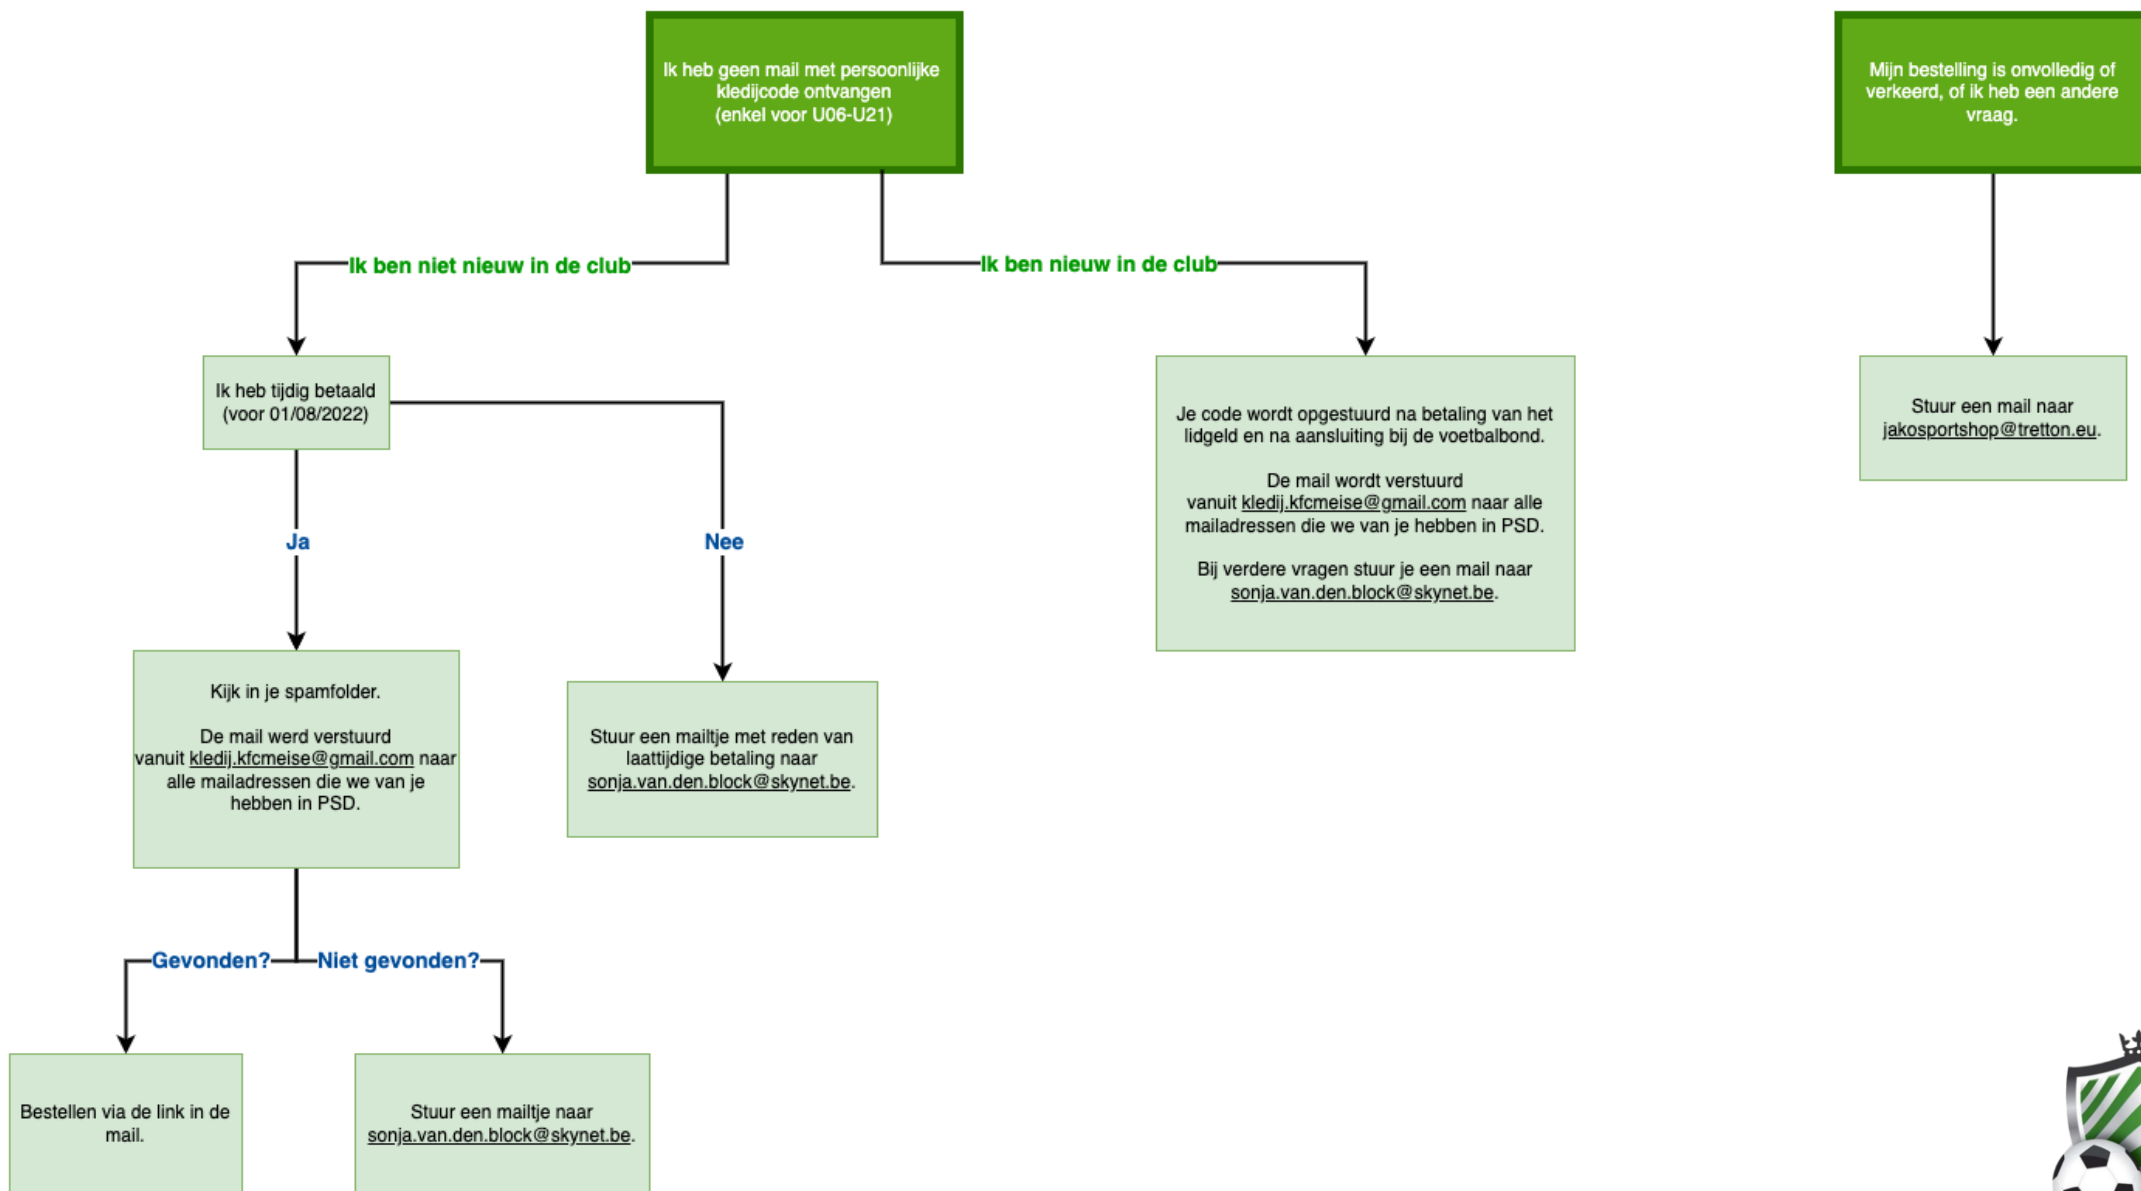 Ik heb geen mail met persoonlijke
kledijcode ontvangen
(enkel voor U06-U21)
Mijn bestelling is onvolledig of
verkeerd, of ik heb een andere
vraag.
Ik ben niet nieuw in de club
Ik ben nieuw in de club
Ik heb tijdig betaald
(voor 01/08/2022)
Je code wordt opgestuurd na betaling van het
lidgeld en na aansluiting bij de voetbalbond.
De mail wordt verstuurd
vanuit kledij.kfcmeise@gmail.com naar alle
mailadressen die we van je hebben in PSD.
Bij verdere vragen stuur je een mail naar
sonja.van.den.block@skynet.be.
Stuur een mail naar
jakosportshop@tretton.eu.
Ja
Nee
Kijk in je spamfolder.
De mail werd verstuurd
vanuit kledij.kfcmeise@gmail.com naar
alle mailadressen die we van je
hebben in PSD.
Stuur een mailtje met reden van
laattijdige betaling naar
sonja.van.den.block@skynet.be.
Gevonden?
Niet gevonden?
Bestellen via de link in de
mail.
Stuur een mailtje naar
sonja.van.den.block@skynet.be.